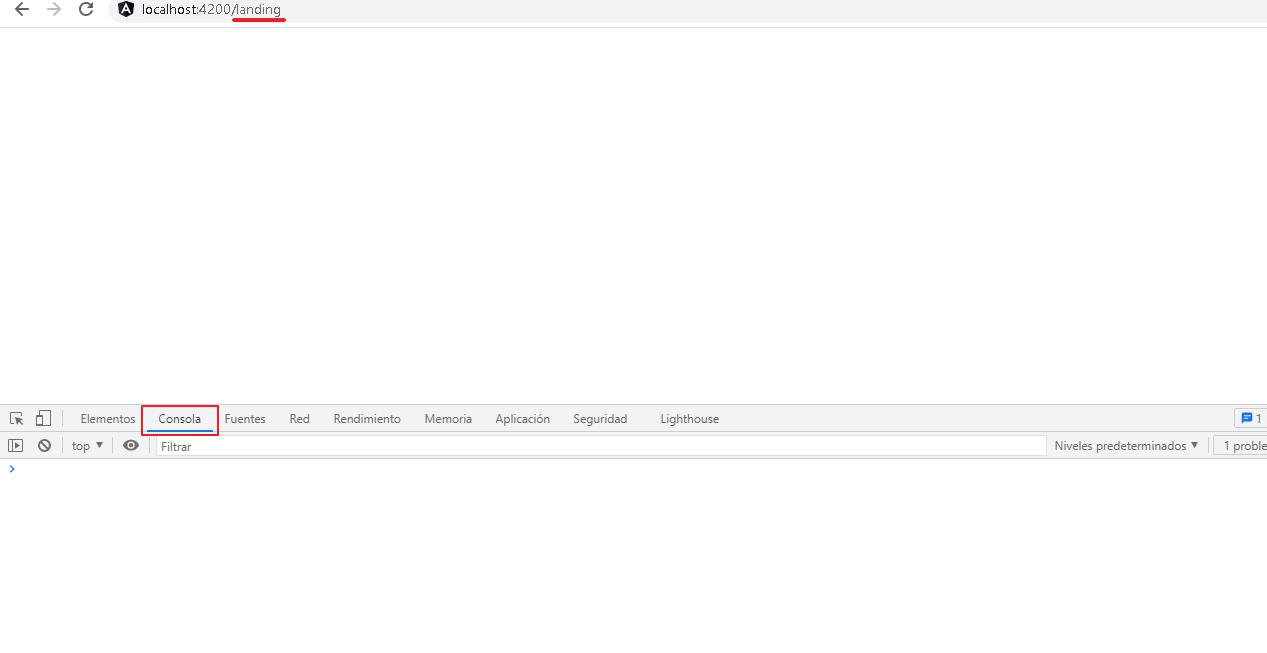 localhost:4200/landing
Elementos Consola Fuentes Red Rendimiento Memoria Aplicación Seguridad Lighthouse 1
top Filtrar Niveles predeterminados 1 proble